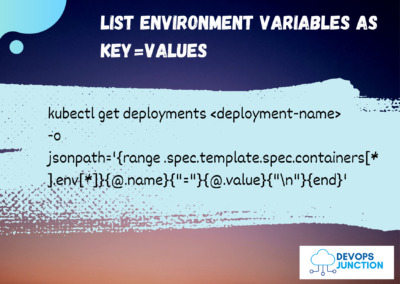 LIST ENVIRONMENT VARIABLES AS
KEY=VALUES
kubectl get deployments <deployment-name>
-o
jsonpath='{range .spec.template.spec.containers[*
].env[*]}{@.name}{"="}{@.value}{"\n"}{end}'
DEVOPS
JUNCTION